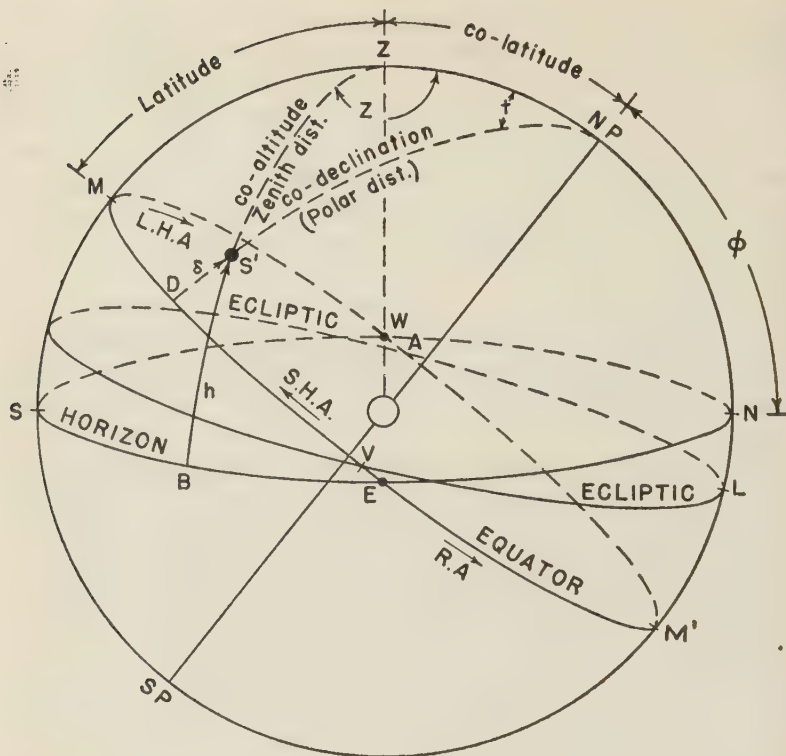 Latitude
co-latitude
Z
Z
t
NP
co-altitude
Zenith dist.
co-declination
(Polar dist.)
M
L.H.A
S'
δ
D
ϕ
ECLIPTIC
W
A
S.H.A.
h
S
HORIZON
N
B
V
E
ECLIPTIC
L
EQUATOR
R.A
M'
SP